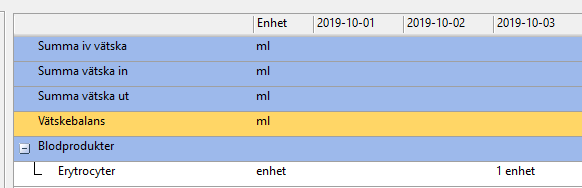 Enhet 2019-10-01 2019-10-02 2019-10-03
Summa iv vätska ml
Summa vätska in ml
Summa vätska ut ml
Vätskebalans ml
Blodprodukter
Erytrocyter enhet 1 enhet